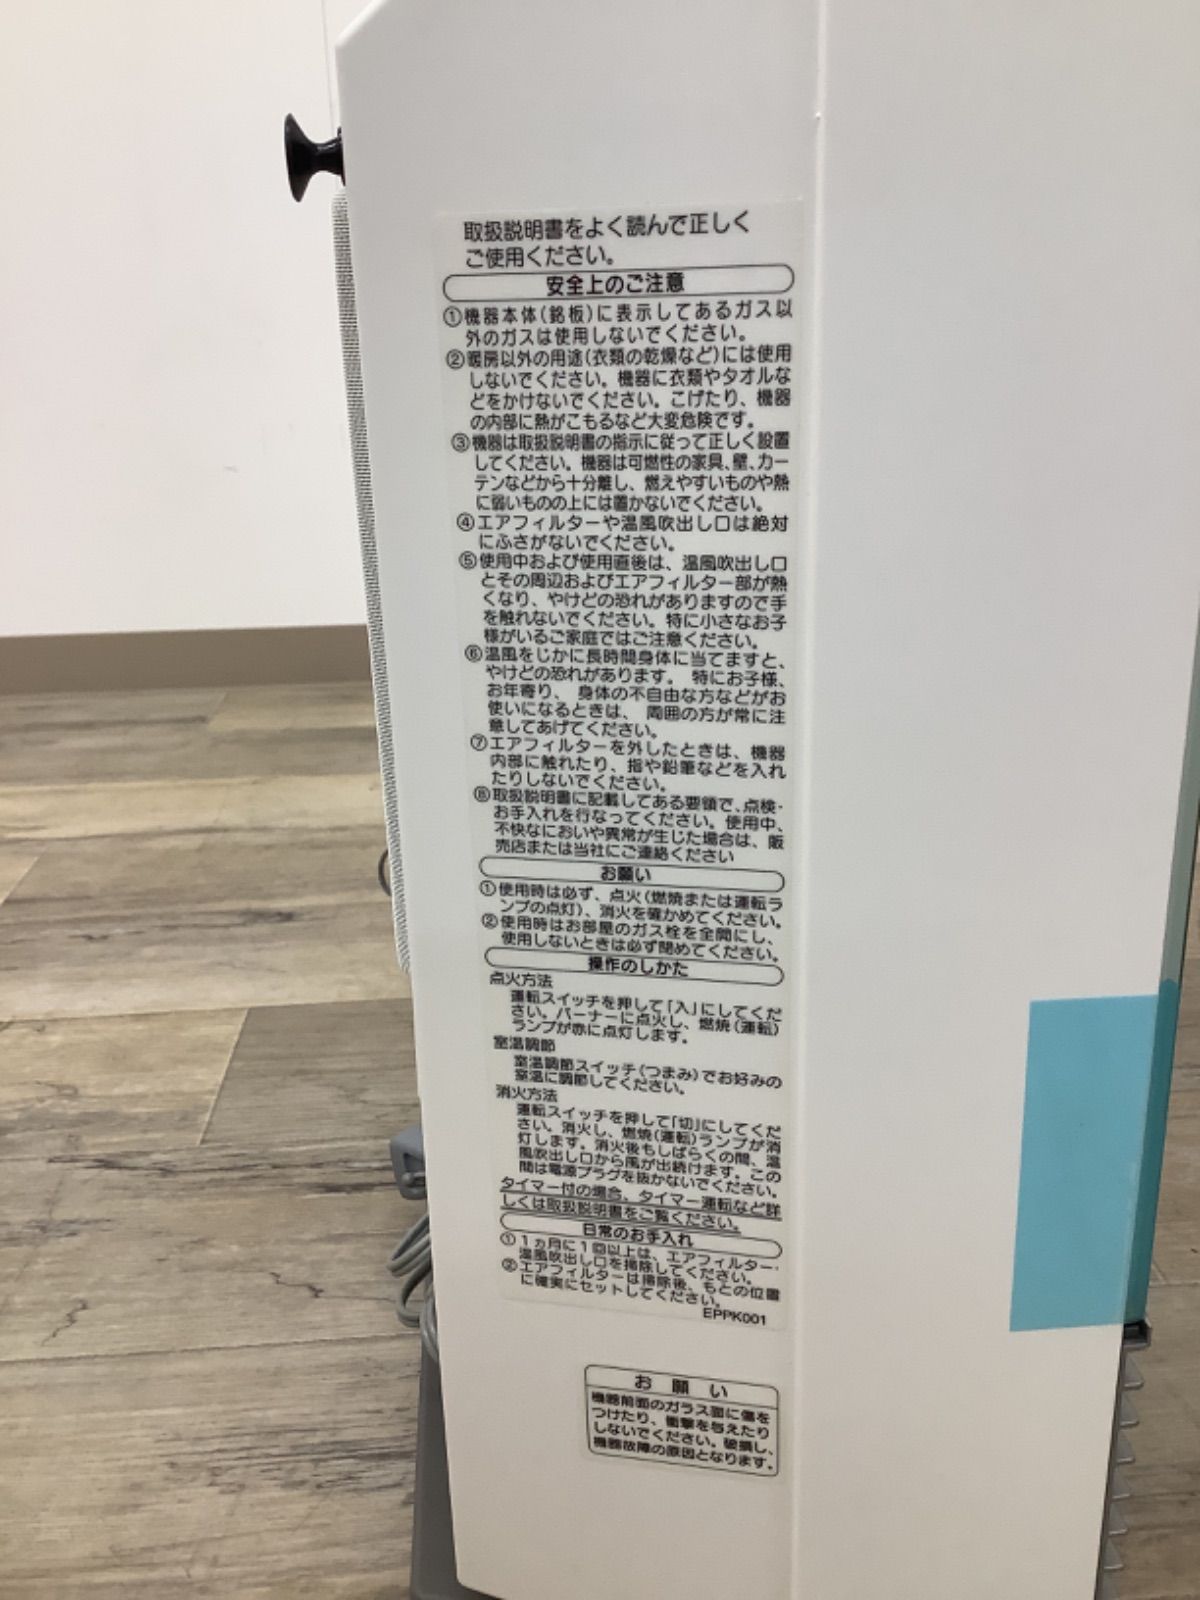 取扱説明書をよく読んで正しく
ご使用ください。
安全上のご注意
①機器本体(銘板)に表示してあるガス以
外のガスは使用しないでください。
②暖房以外の用途(衣類の乾燥など)には使用
しないでください。機器に衣類やタオルな
どをかけないでください。こげたり、機器
の内部に熱がこもるなど大変危険です。
③機器は取扱説明書の指示に従って正しく設置
してください。機器は可燃性の家具、壁、カー
テンなどから十分離し、燃えやすいものや熱
に弱いものの上には置かないでください。
④エアフィルターや温風吹出し口は絶対
にふさがないでください。
⑤使用中および使用直後は、温風吹出し口
とその周辺およびエアフィルター部が熱
くなり、やけどの恐れがありますので手
を触れないでください。特に小さなお子
様がいるご家庭ではご注意ください。
⑥温風をじかに長時間身体に当てますと、
やけどの恐れがあります。特にお子様、
お年寄り、身体の不自由な方などがお
使いになるときは、周囲の方が常に注
意してあげてください。
⑦エアフィルターを外したときは、機器
内部に触れたり、指や鉛筆などを入れ
たりしないでください。
⑧取扱説明書に記載してある要領で、点検・
お手入れを行なってください。使用中、
不快なにおいや異常が生じた場合は、販
売店または当社にご連絡ください
お願い
①使用時は必ず、点火(燃焼または運転ラ
ンプの点灯)、消火を確かめてください。
②使用時はお部屋のガス栓を全開にし、
使用しないときは必ず閉めてください。
操作のしかた
点火方法
運転スイッチを押して「入」にしてくだ
さい。バーナーに点火し、燃焼(運転)
ランプが赤に点灯します。
室温調節
室温調節スイッチ(つまみ)でお好みの
室温に調節してください。
消火方法
運転スイッチを押して「切」にしてくだ
さい。消火し、燃焼(運転)ランプが消
灯します。消火後もしばらくの間、温
風吹出し口から風が出続けます。この
間は電源プラグを抜かないでください。
タイマー付の場合、タイマー運転など詳
しくは取扱説明書をご覧ください。
日常のお手入れ
①1ヵ月に1回以上は、エアフィルター・
温風吹出し口を掃除してください。
②エアフィルターは掃除後、もとの位置
に確実にセットしてください。
EPPK001
お願い
機器前面のガラス面に傷を
つけたり、衝撃を与えたり
しないでください。破損し、
機器故障の原因となります。